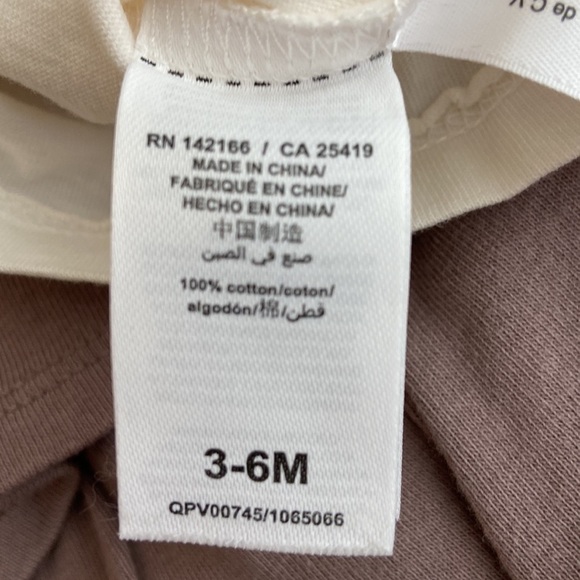 RN 142166 / CA 25419
MADE IN CHINA/
FABRIQUÉ EN CHINE/
HECHO EN CHINA/
中国制造
صنع في الصين
100% cotton/coton/
algodón/棉/قطن/
3-6M
QPV00745/1065066
de C.V